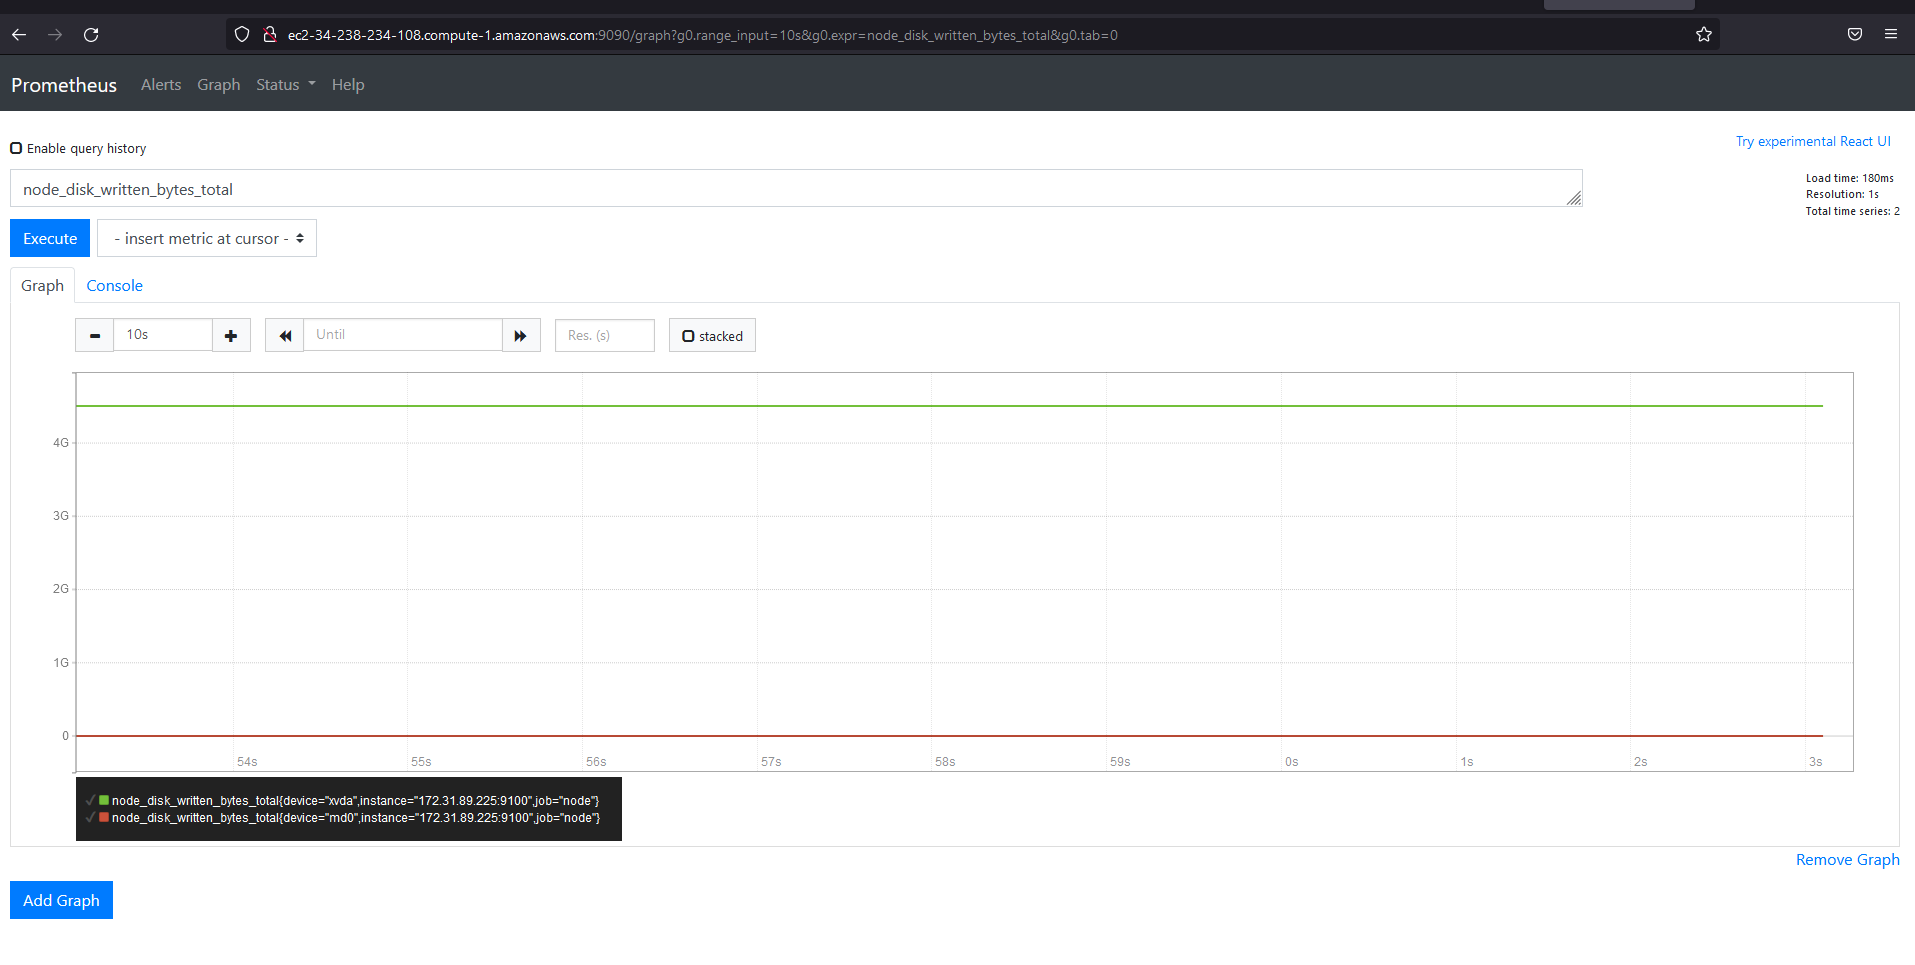 ec2-34-238-234-108.compute-1.amazonaws.com:9090/graph?g0.range_input=10s&g0.expr=node_disk_written_bytes_total&g0.tab=0
Prometheus Alerts Graph Status Help
Enable query history
Try experimental React UI
node_disk_written_bytes_total
Load time: 180ms
Resolution: 1s
Total time series: 2
Execute - insert metric at cursor -
Graph Console
10s Until Res. (s) stacked
4G
3G
2G
1G
0
54s 55s 56s 57s 58s 59s 0s 1s 2s 3s
node_disk_written_bytes_total{device="xvda",instance="172.31.89.225:9100",job="node"}
node_disk_written_bytes_total{device="md0",instance="172.31.89.225:9100",job="node"}
Remove Graph
Add Graph